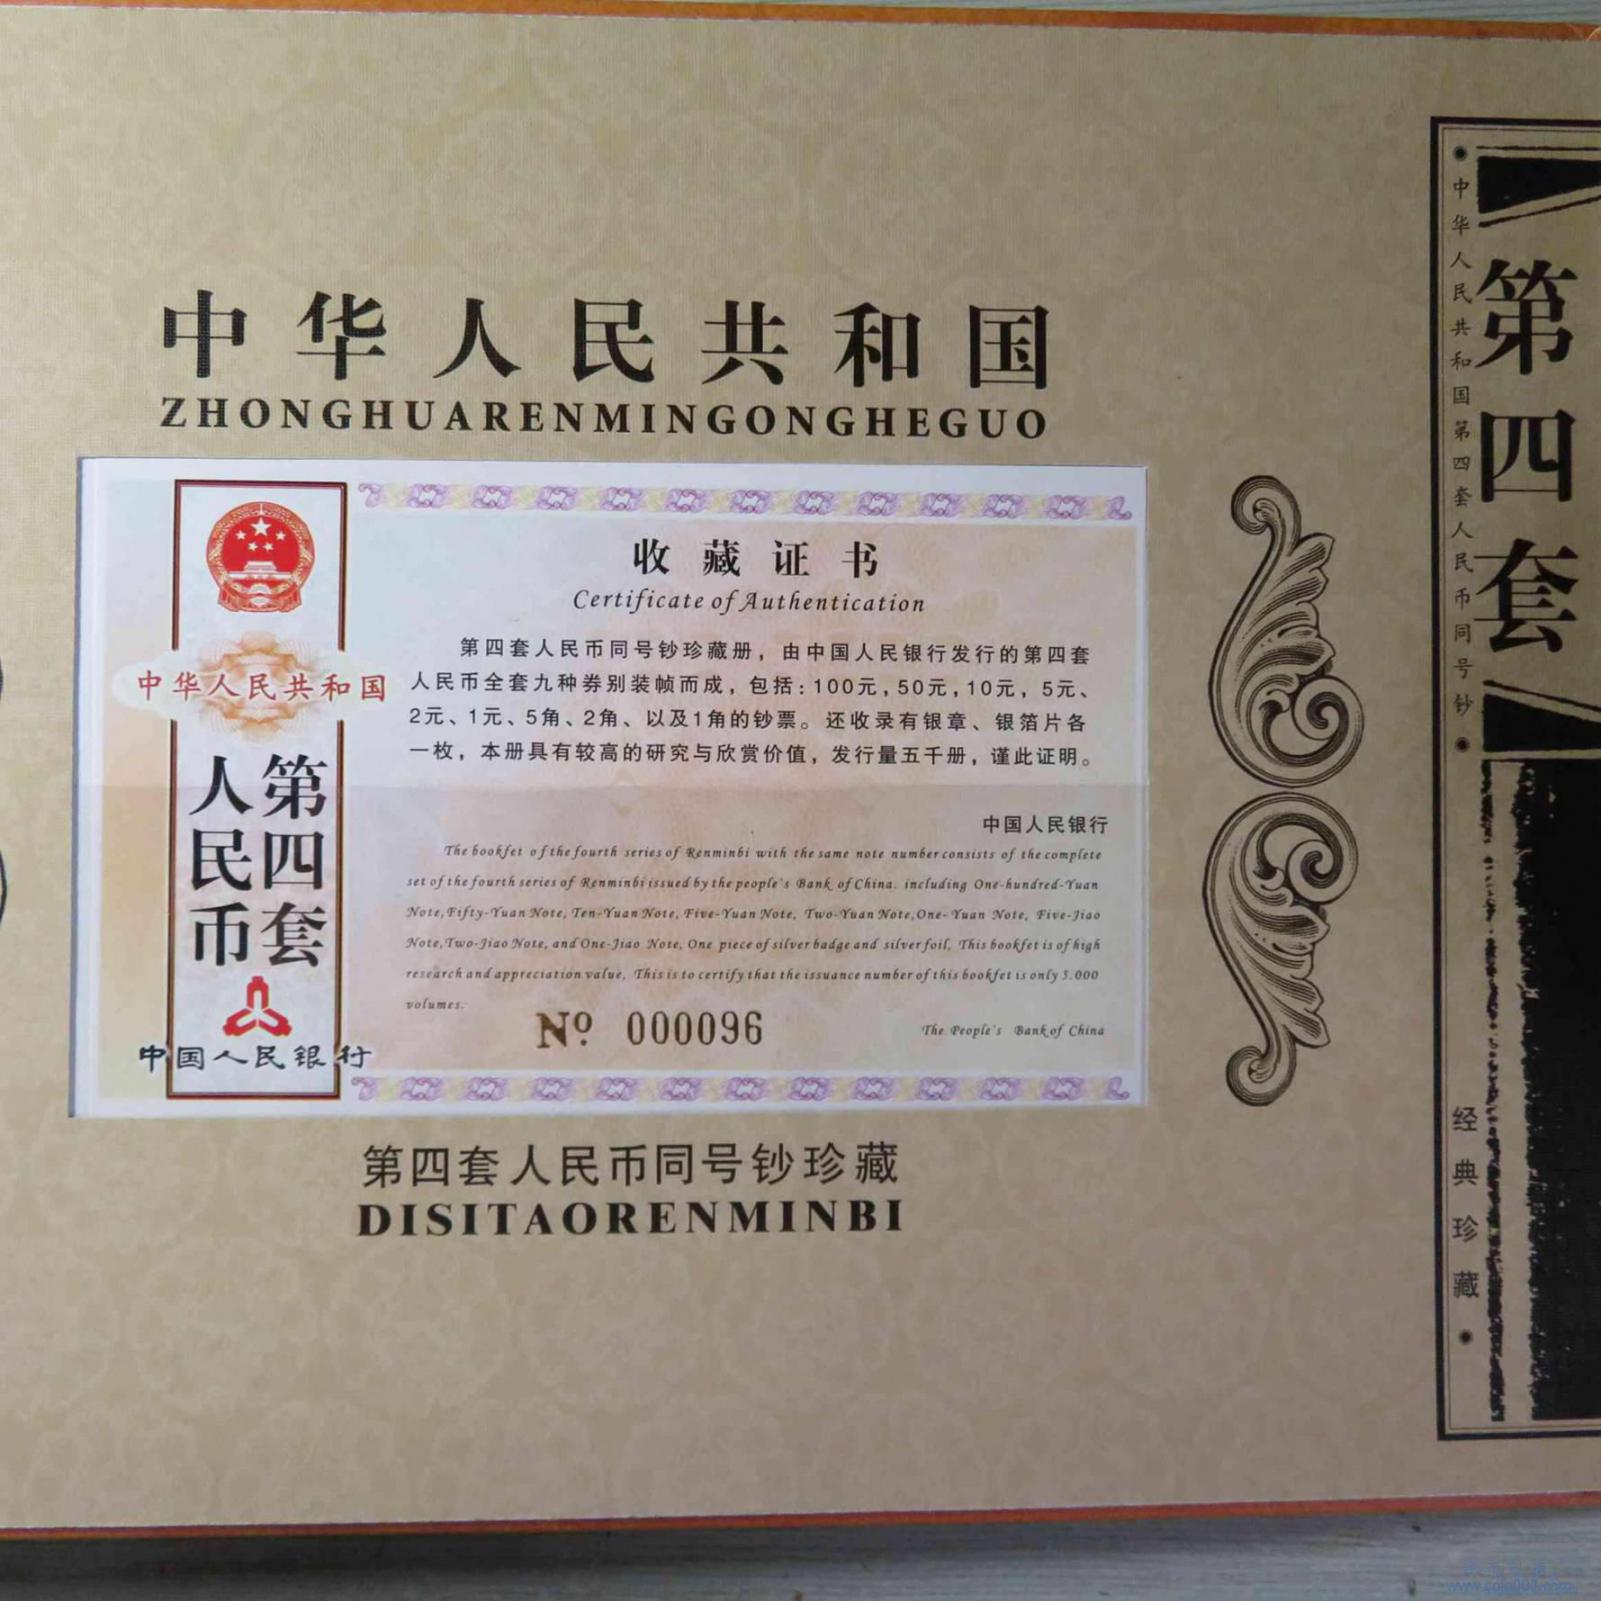 中华人民共和国
ZHONGHUARENMINGONGHEGUO
中华人民共和国
第四套
人民币
中国人民银行
收藏证书
Certificate of Authentication
第四套人民币同号钞珍藏册，由中国人民银行发行的第四套
人民币全套九种券别装帧而成，包括：100元，50元，10元，5元、
2元、1元、5角、2角、以及1角的钞票。还收录有银章、银箔片各
一枚，本册具有较高的研究与欣赏价值，发行量五千册，谨此证明。
中国人民银行
The bookfet of the fourth series of Renminbi with the same note number consists of the complete
set of the fourth series of Renminbi issued by the people's Bank of China. including One-hundred-Yuan
Note, Fifty-Yuan Note, Ten-Yuan Note, Five-Yuan Note, Two-Yuan Note, One-Yuan Note, Five-Jiao
Note, Two-Jiao Note, and One-Jiao Note, One piece of silver badge and silver foil, This bookfet is of high
research and appreciation value, This is to certify that the issuance number of this bookfet is only 5.000
volumes.
Nº 000096
The People's Bank of China
第四套人民币同号钞珍藏
DISITAORENMINBI
中华人民共和国第四套人民币同号钞
第四套
经典珍藏